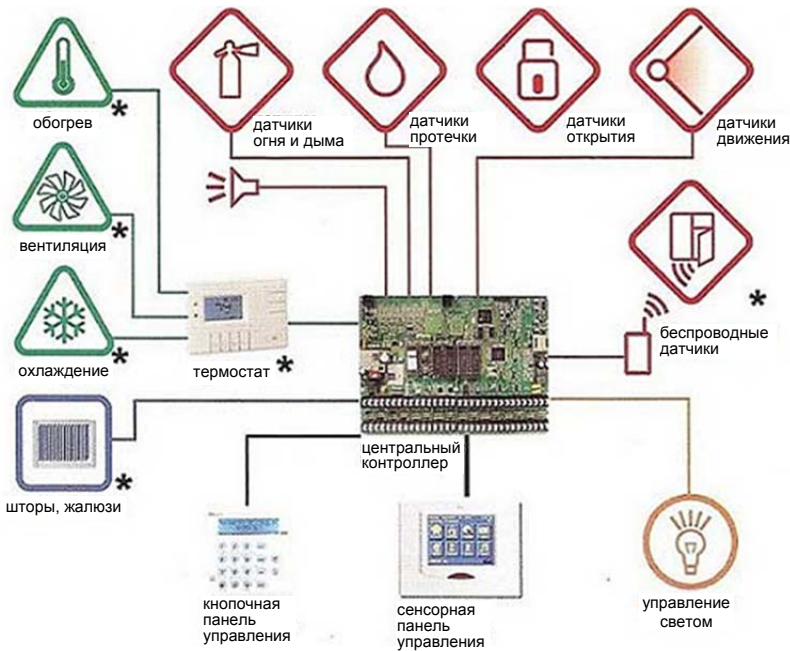 обогрев *
датчики
огня и дыма
датчики
протечки
датчики
открытия
датчики
движения
вентиляция *
охлаждение *
термостат *
*
беспроводные
датчики
центральный
контроллер
*
шторы, жалюзи
кнопочная
панель
управления
сенсорная
панель
управления
управление
светом